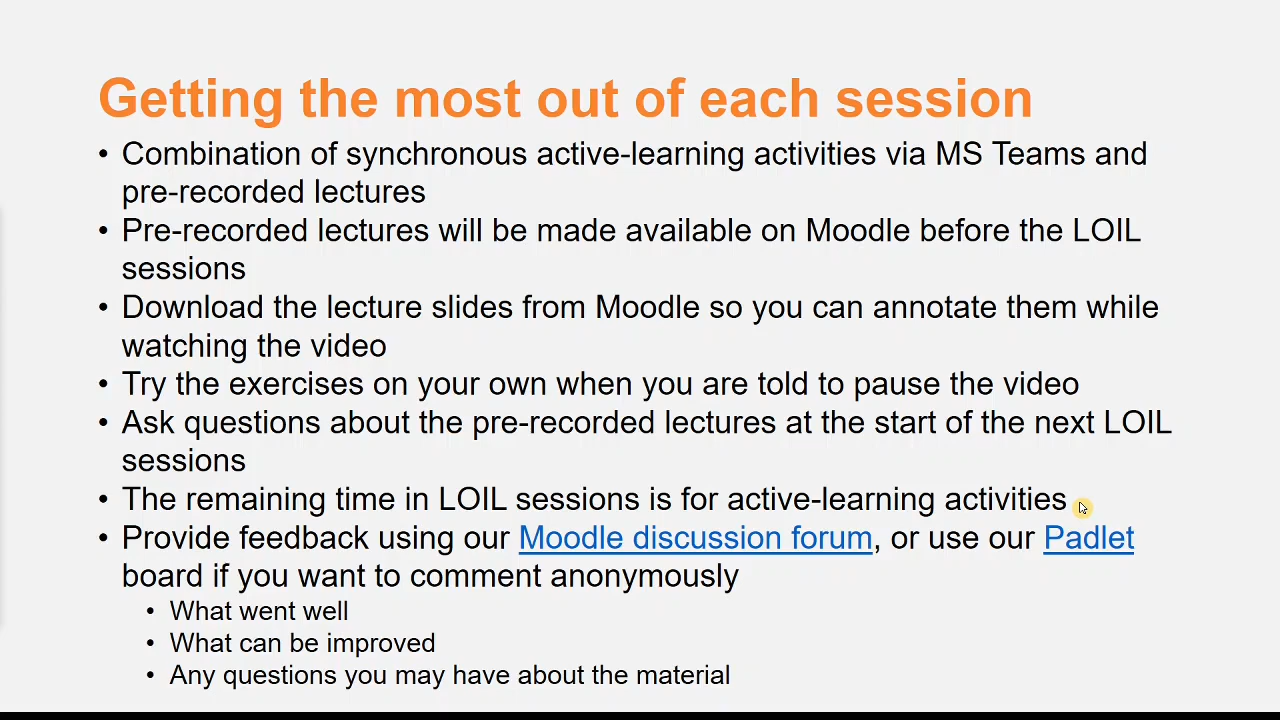 Getting the most out of each session
• Combination of synchronous active-learning activities via MS Teams and
pre-recorded lectures
• Pre-recorded lectures will be made available on Moodle before the LOIL
sessions
• Download the lecture slides from Moodle so you can annotate them while
watching the video
• Try the exercises on your own when you are told to pause the video
• Ask questions about the pre-recorded lectures at the start of the next LOIL
sessions
• The remaining time in LOIL sessions is for active-learning activities
• Provide feedback using our Moodle discussion forum, or use our Padlet
board if you want to comment anonymously
• What went well
• What can be improved
• Any questions you may have about the material